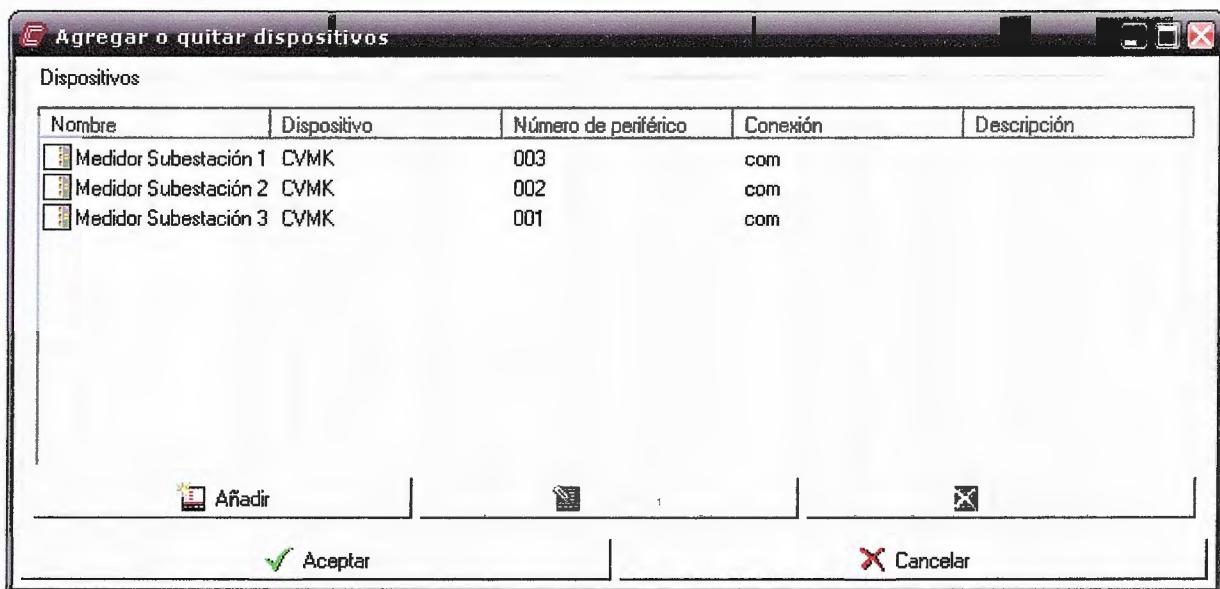 Agregar o quitar dispositivos
Dispositivos
Nombre Dispositivo Número de periférico Conexión Descripción
Medidor Subestación 1 CVMK 003 com
Medidor Subestación 2 CVMK 002 com
Medidor Subestación 3 CVMK 001 com
Añadir
Aceptar Cancelar